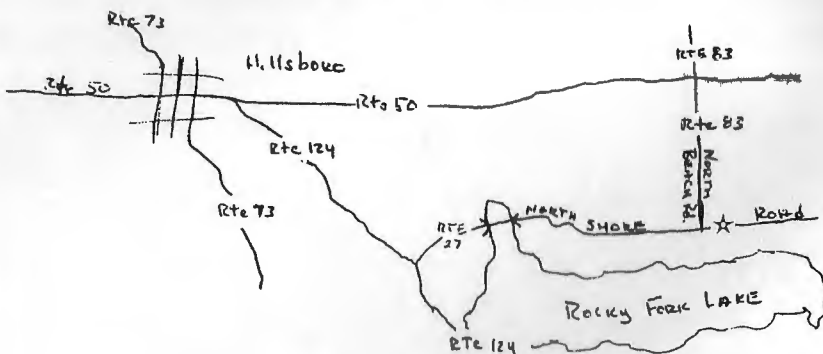 Rte 73
Hillsboro
RTE 83
Rte 50
Rte 50
Rte 83
Rte 124
North
Beach Rd.
Rte 73
NORTH
SHORE
ROAD
RTE
27
ROCKY FORK LAKE
RTE 124